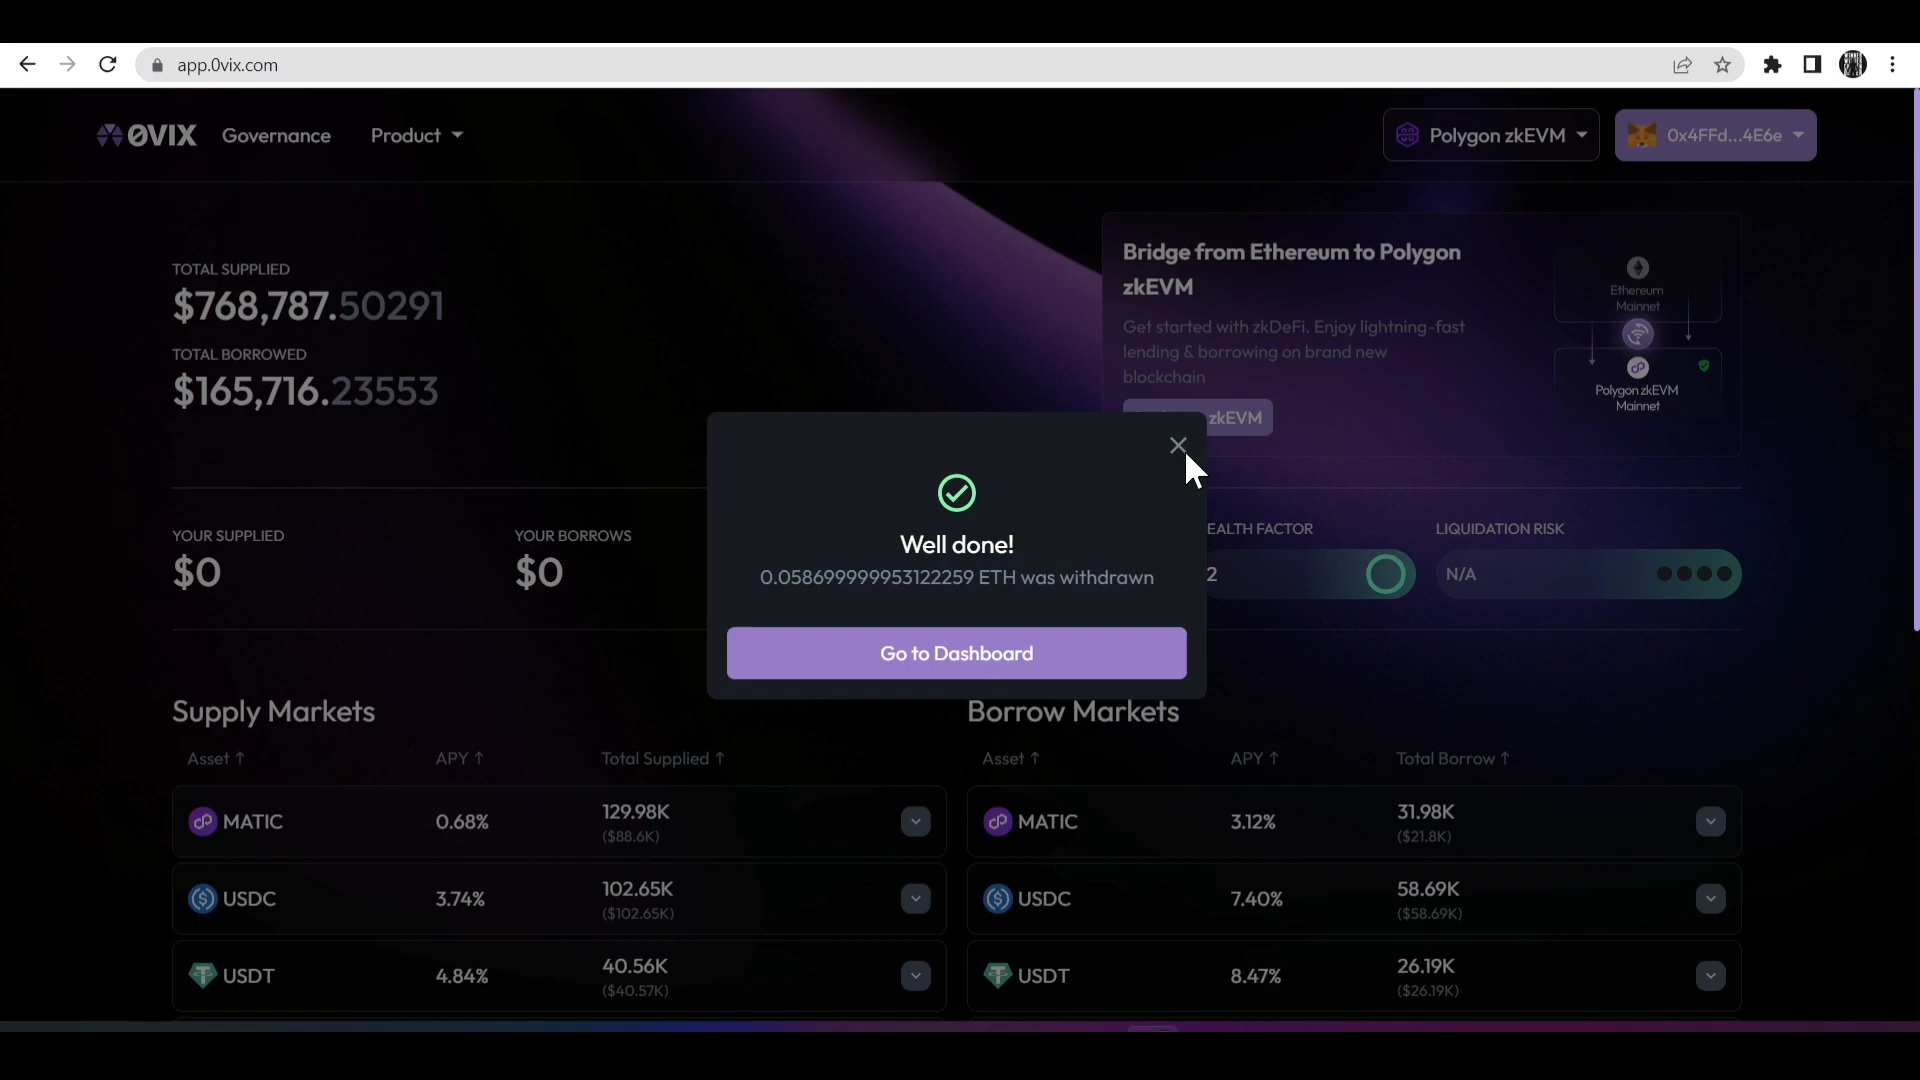 app.0vix.com
0VIX
Governance
Product
Polygon zkEVM
0x4FFd...4E6e
TOTAL SUPPLIED
$768,787.50291
TOTAL BORROWED
$165,716.23553
Bridge from Ethereum to Polygon
zkEVM
Get started with zkDeFi. Enjoy lightning-fast
lending & borrowing on brand new
blockchain
zkEVM
Ethereum
Mainnet
Polygon zkEVM
Mainnet
YOUR SUPPLIED
$0
YOUR BORROWS
$0
EALTH FACTOR
2
LIQUIDATION RISK
N/A
Well done!
0.058699999953122259 ETH was withdrawn
Go to Dashboard
Supply Markets
Asset ↑ APY ↑ Total Supplied ↑
MATIC 0.68% 129.98K
($88.6K)
USDC 3.74% 102.65K
($102.65K)
USDT 4.84% 40.56K
($40.57K)
Borrow Markets
Asset ↑ APY ↑ Total Borrow ↑
MATIC 3.12% 31.98K
($21.8K)
USDC 7.40% 58.69K
($58.69K)
USDT 8.47% 26.19K
($26.19K)